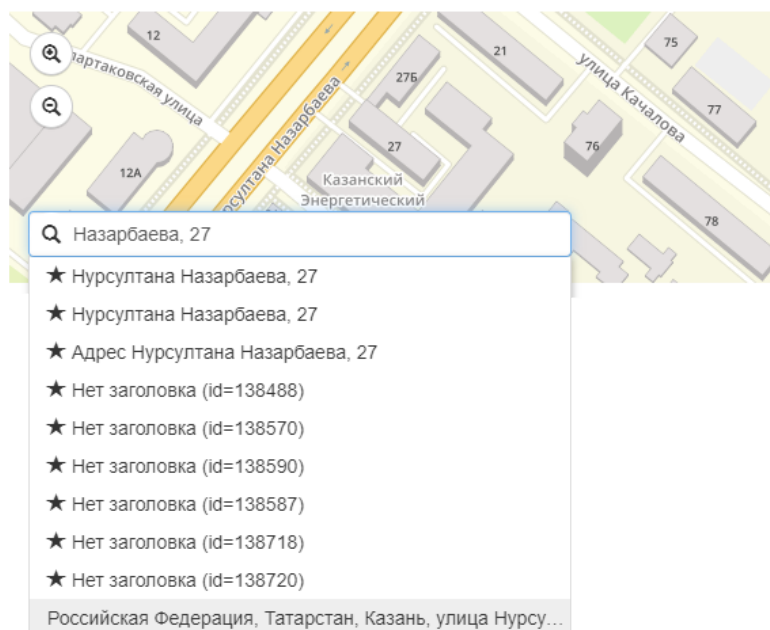 12
21
75
27Б
партаковская улица
улица Качалова
77
Нурсултана Назарбаева
27
76
12А
Казанский
Энергетический
78
Назарбаева, 27
★ Нурсултана Назарбаева, 27
★ Нурсултана Назарбаева, 27
★ Адрес Нурсултана Назарбаева, 27
★ Нет заголовка (id=138488)
★ Нет заголовка (id=138570)
★ Нет заголовка (id=138590)
★ Нет заголовка (id=138587)
★ Нет заголовка (id=138718)
★ Нет заголовка (id=138720)
Российская Федерация, Татарстан, Казань, улица Нурсу...